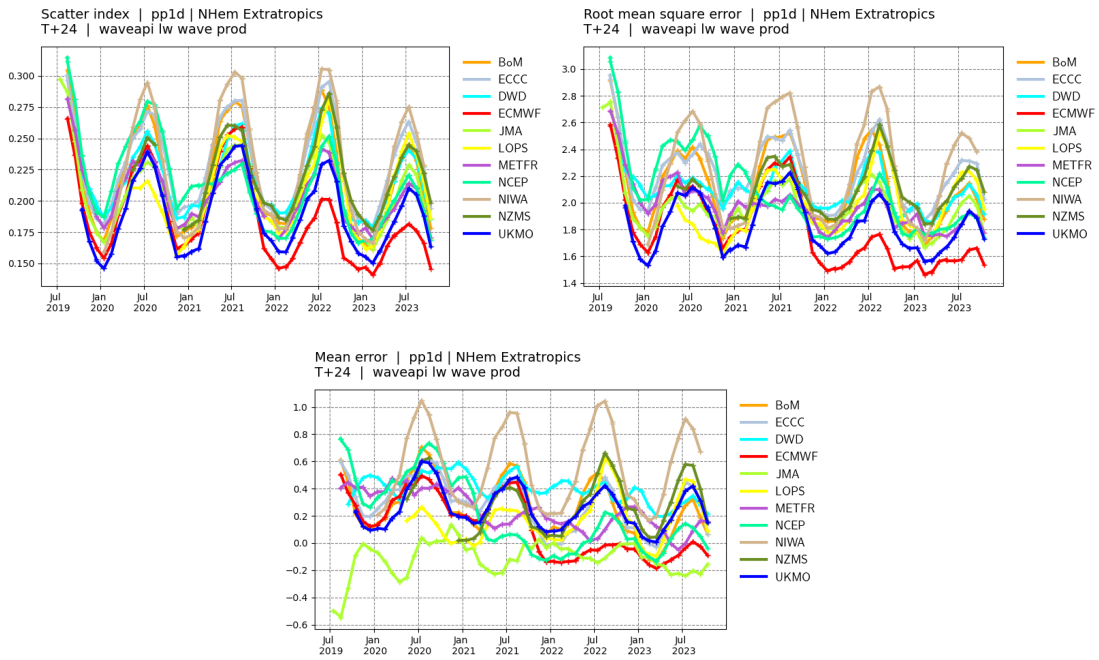 Scatter index | pp1d | NHem Extratropics
T+24 | waveapi lw wave prod
0.300
0.275
0.250
0.225
0.200
0.175
0.150
Jul 2019
Jan 2020
Jul 2020
Jan 2021
Jul 2021
Jan 2022
Jul 2022
Jan 2023
Jul 2023
BoM
ECCC
DWD
ECMWF
JMA
LOPS
METFR
NCEP
NIWA
NZMS
UKMO
Root mean square error | pp1d | NHem Extratropics
T+24 | waveapi lw wave prod
3.0
2.8
2.6
2.4
2.2
2.0
1.8
1.6
1.4
Jul 2019
Jan 2020
Jul 2020
Jan 2021
Jul 2021
Jan 2022
Jul 2022
Jan 2023
Jul 2023
BoM
ECCC
DWD
ECMWF
JMA
LOPS
METFR
NCEP
NIWA
NZMS
UKMO
Mean error | pp1d | NHem Extratropics
T+24 | waveapi lw wave prod
1.0
0.8
0.6
0.4
0.2
0.0
−0.2
−0.4
−0.6
Jul 2019
Jan 2020
Jul 2020
Jan 2021
Jul 2021
Jan 2022
Jul 2022
Jan 2023
Jul 2023
BoM
ECCC
DWD
ECMWF
JMA
LOPS
METFR
NCEP
NIWA
NZMS
UKMO